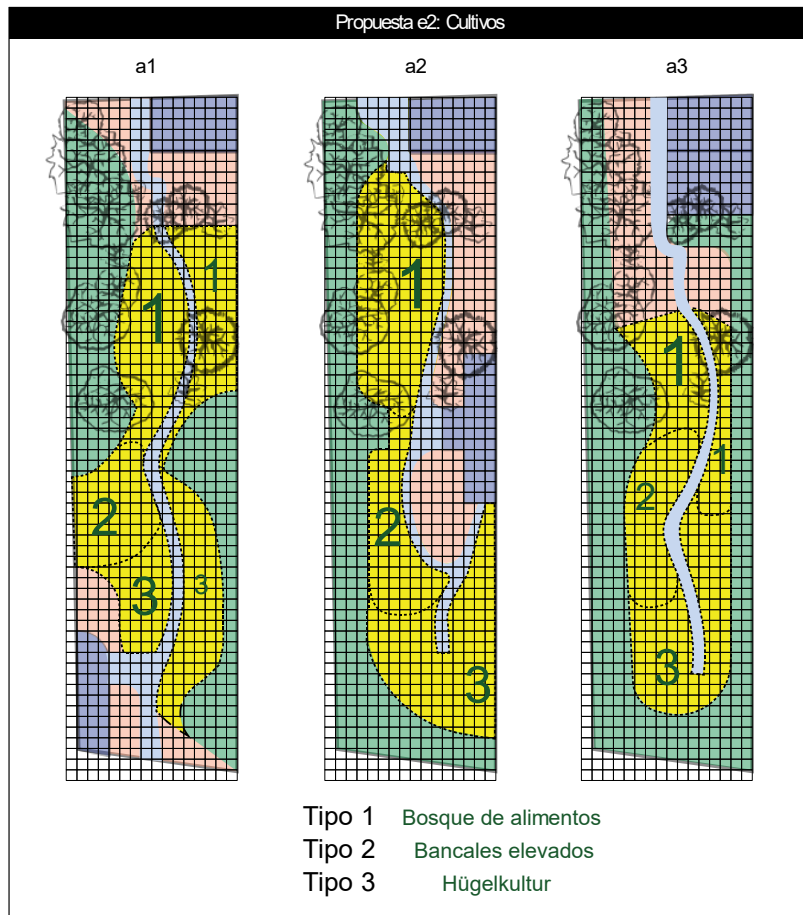 Propuesta e2: Cultivos
a1 a2 a3
1 1 2 3 3
1 2 3
1 1 2 3
Tipo 1 Bosque de alimentos
Tipo 2 Bancales elevados
Tipo 3 Hügelkultur